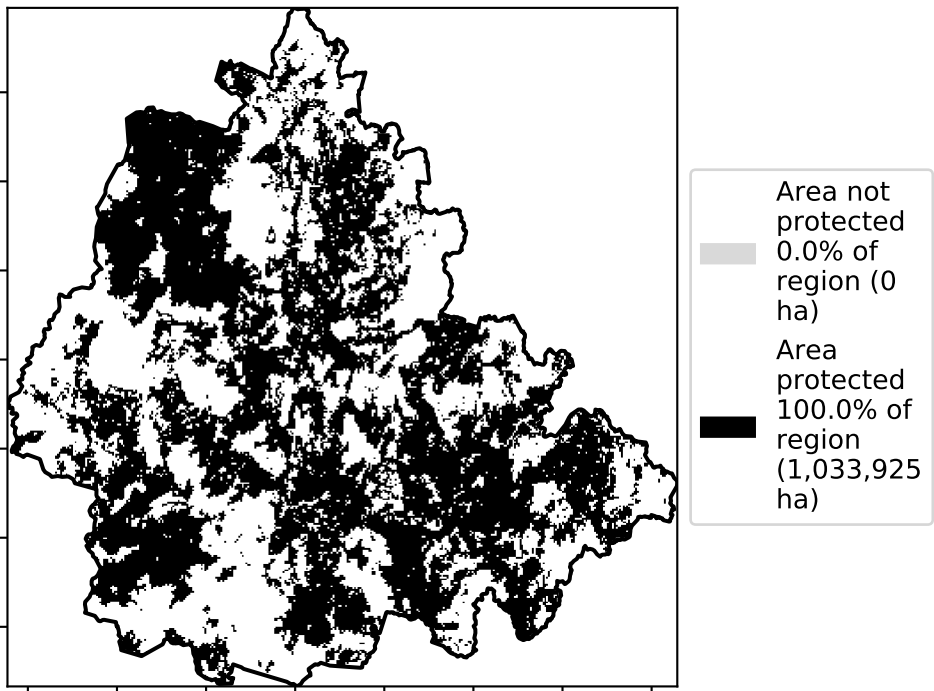 Area not
protected
0.0% of
region (0
ha)
Area
protected
100.0% of
region
(1,033,925
ha)